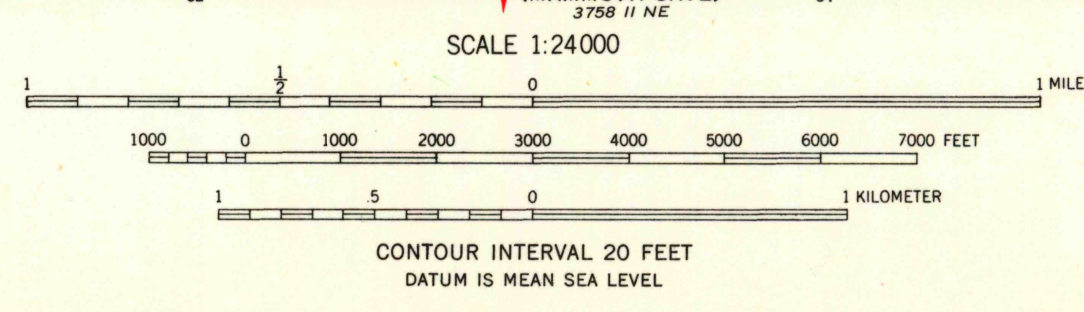 3758 II NE
SCALE 1:24000
1 1/2 0 1 MILE
1000 0 1000 2000 3000 4000 5000 6000 7000 FEET
1 .5 0 1 KILOMETER
CONTOUR INTERVAL 20 FEET
DATUM IS MEAN SEA LEVEL